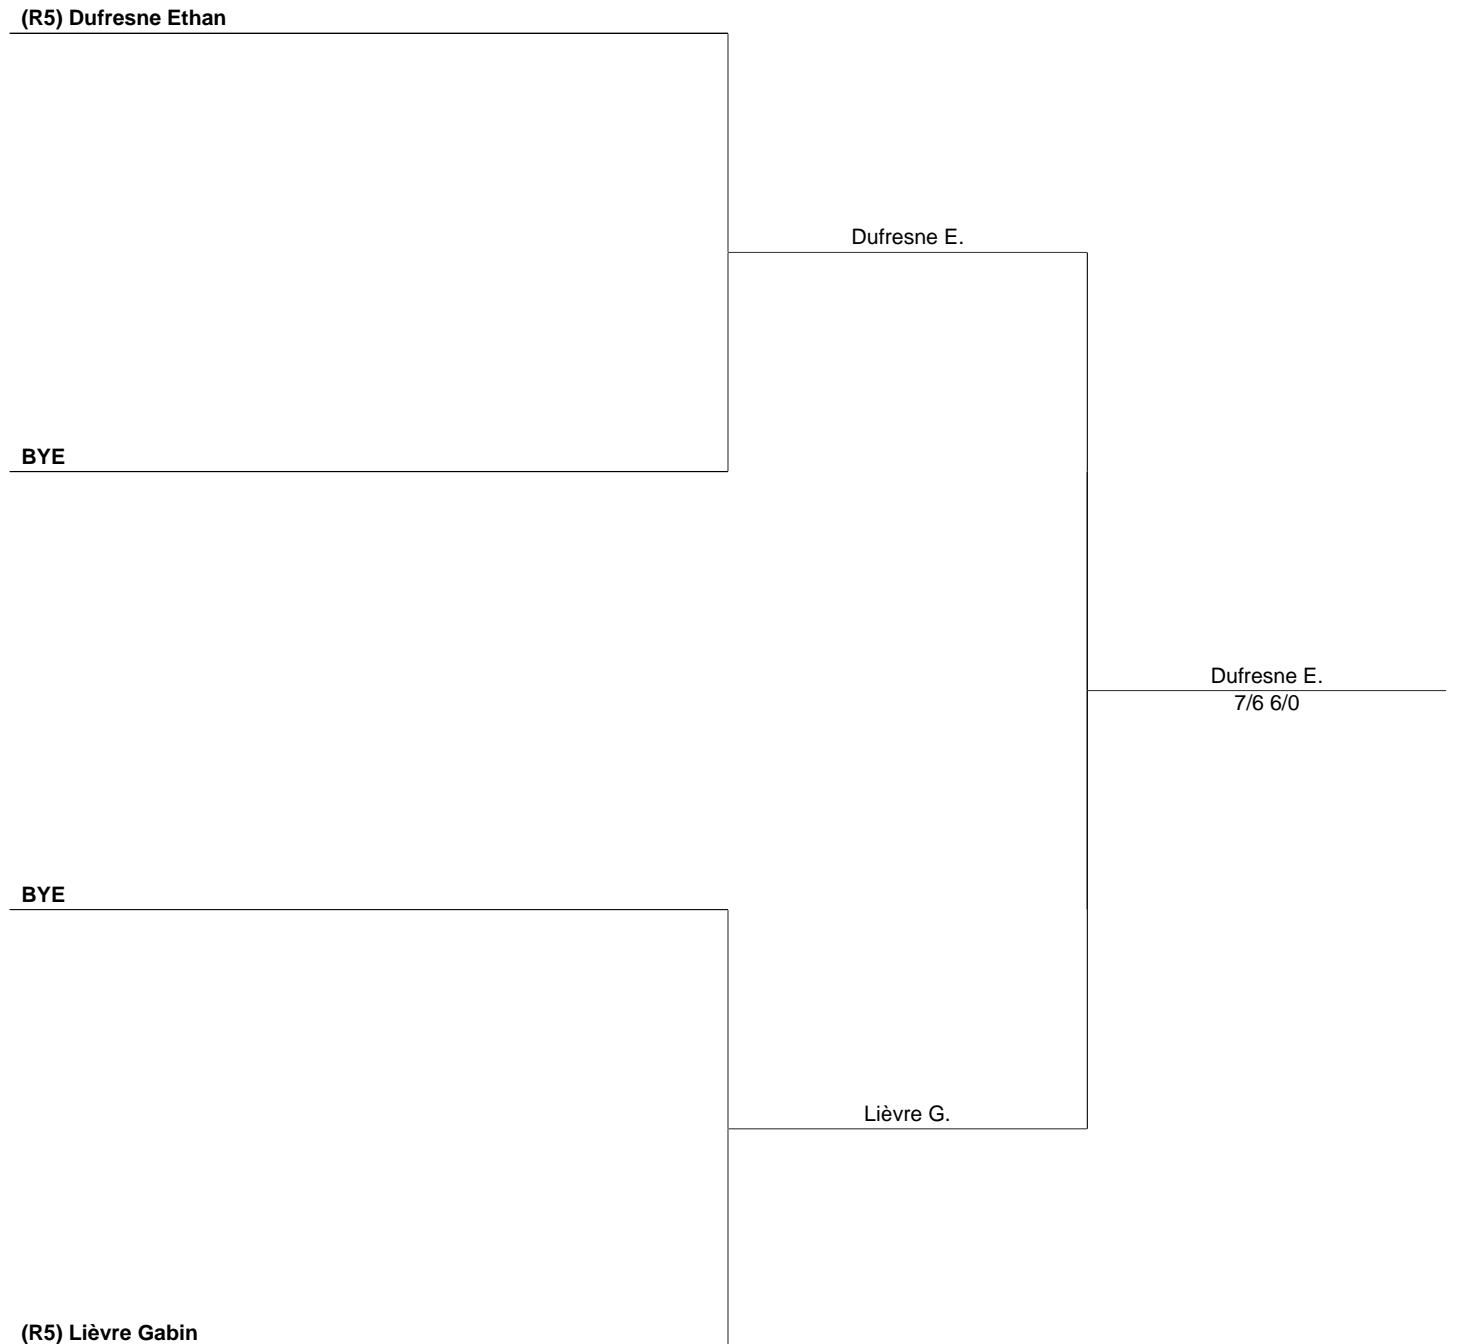 (R5) Dufresne Ethan
Dufresne E.
BYE
Dufresne E.
7/6 6/0
BYE
Lièvre G.
(R5) Lièvre Gabin